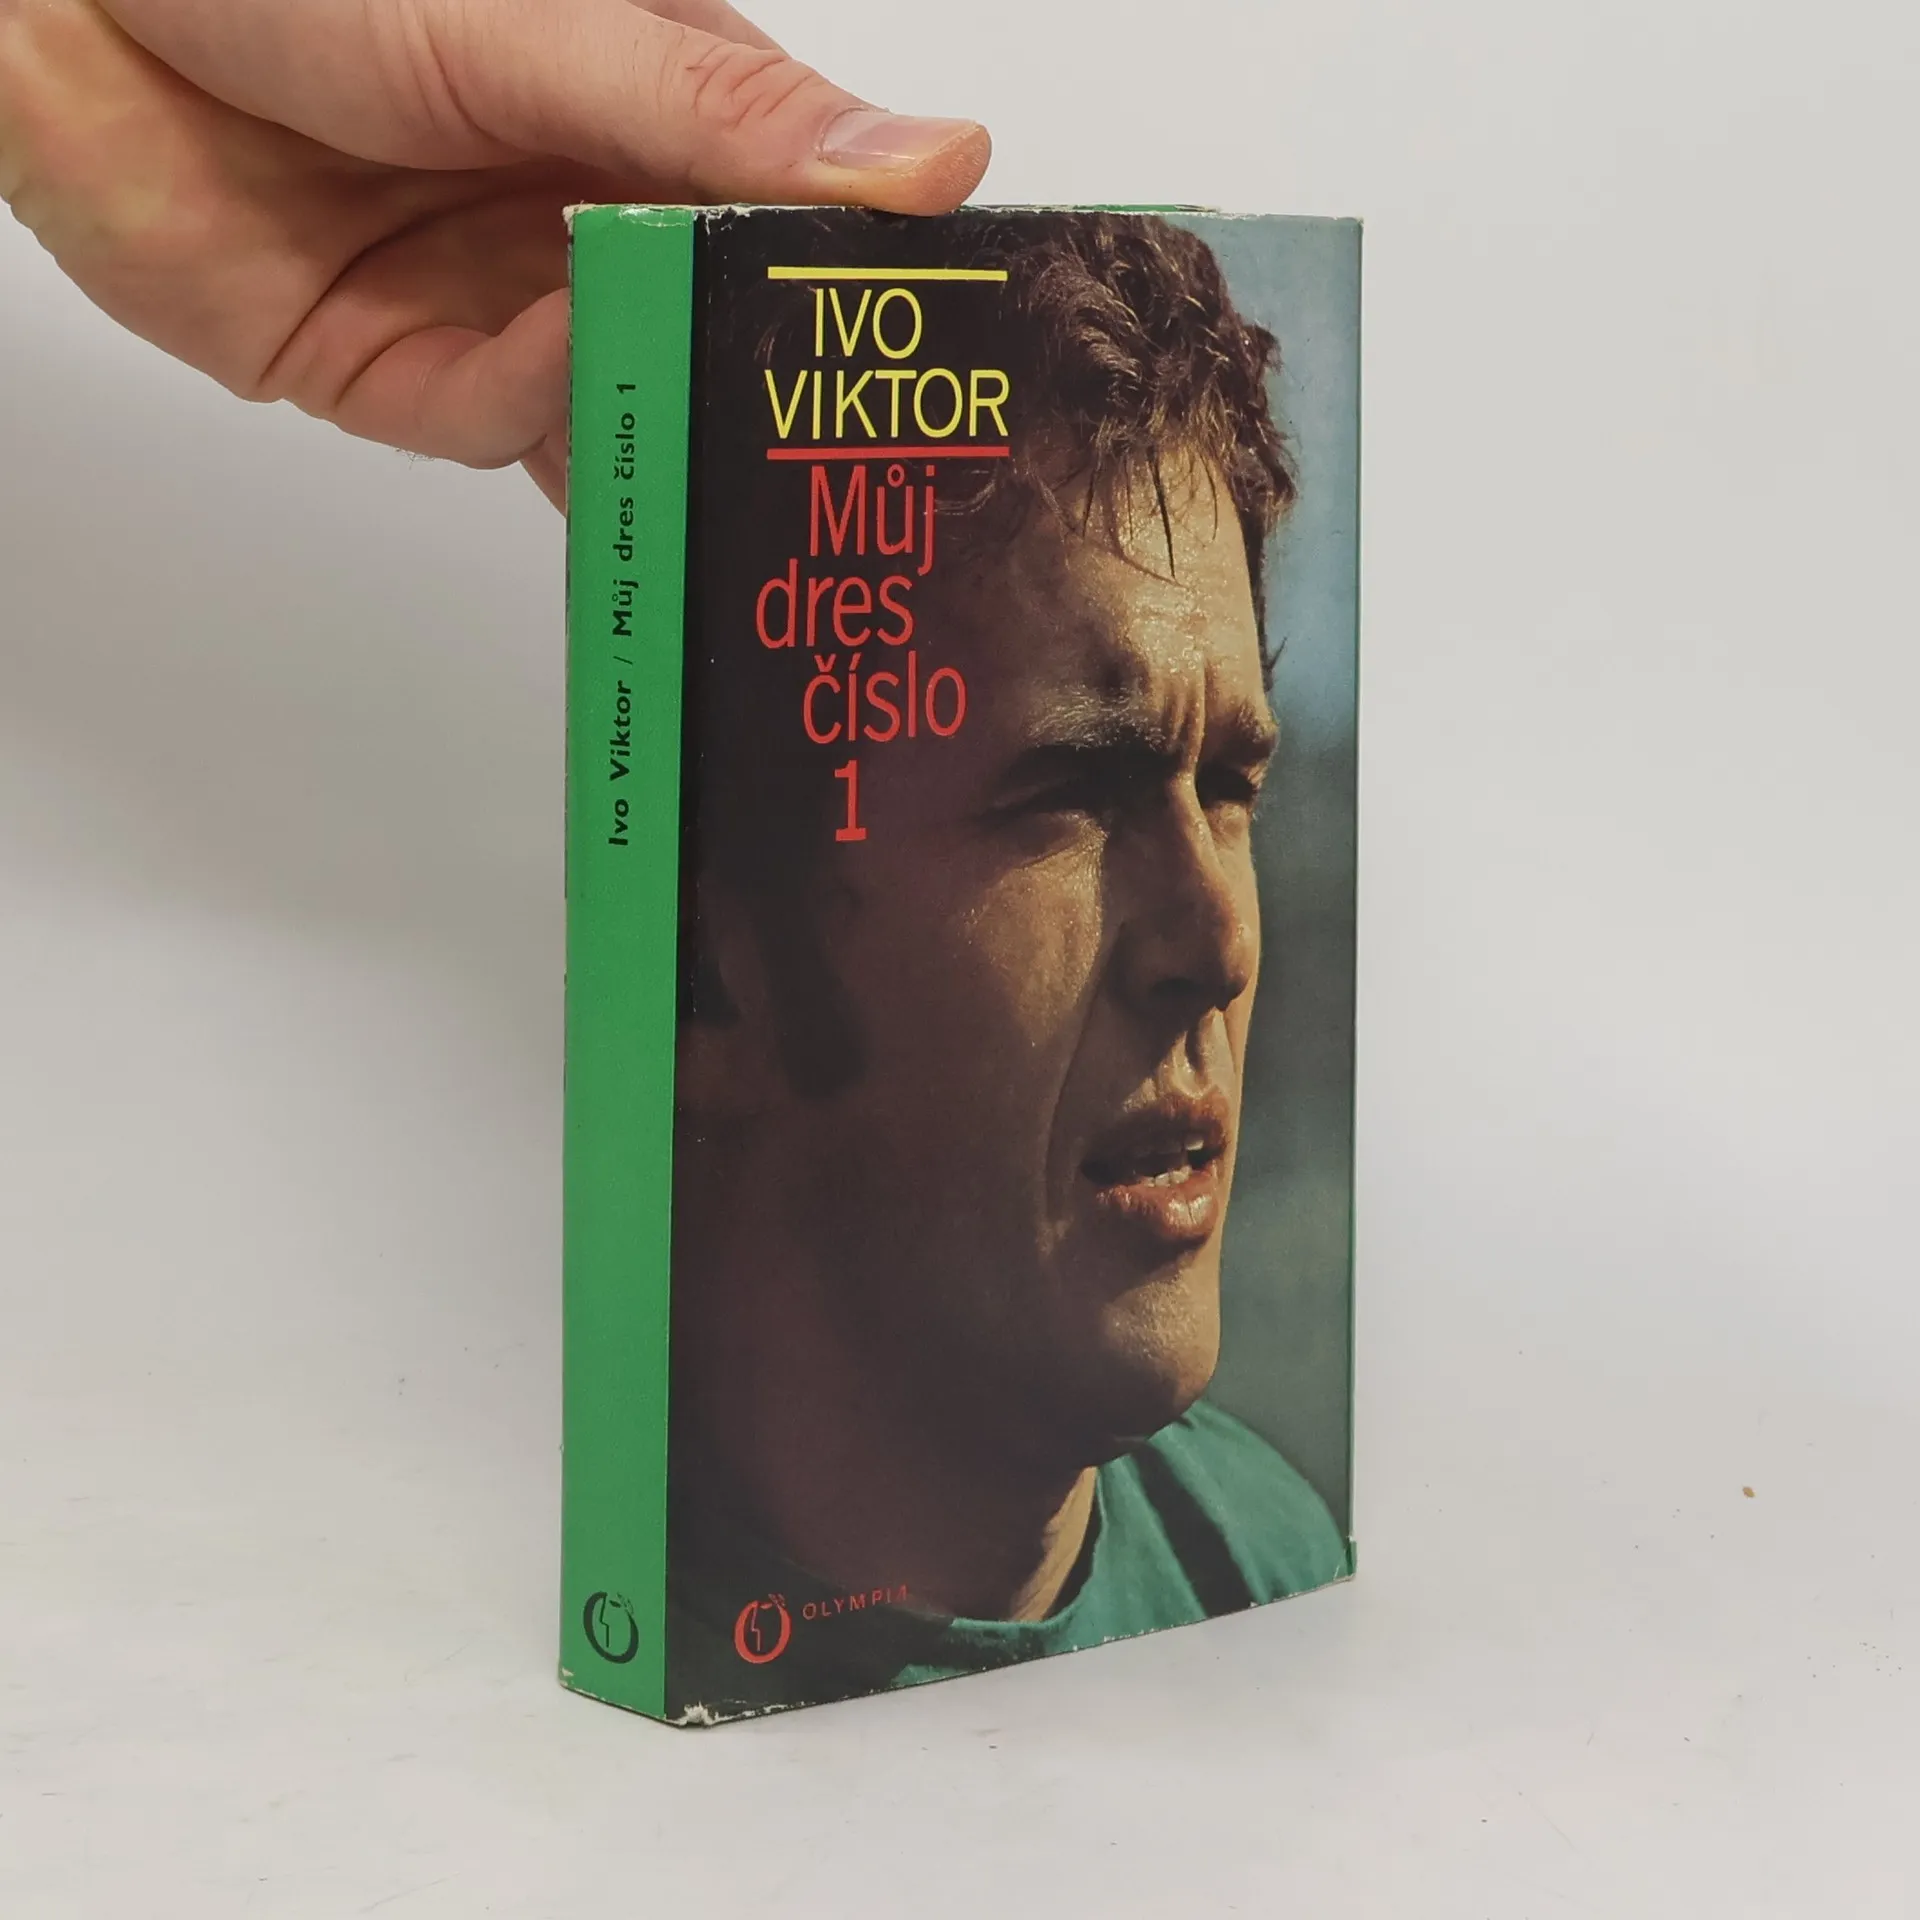 Ivo Viktor / Můj dres číslo 1
IVO
VIKTOR
Můj
dres
číslo
1
OLYMPIA